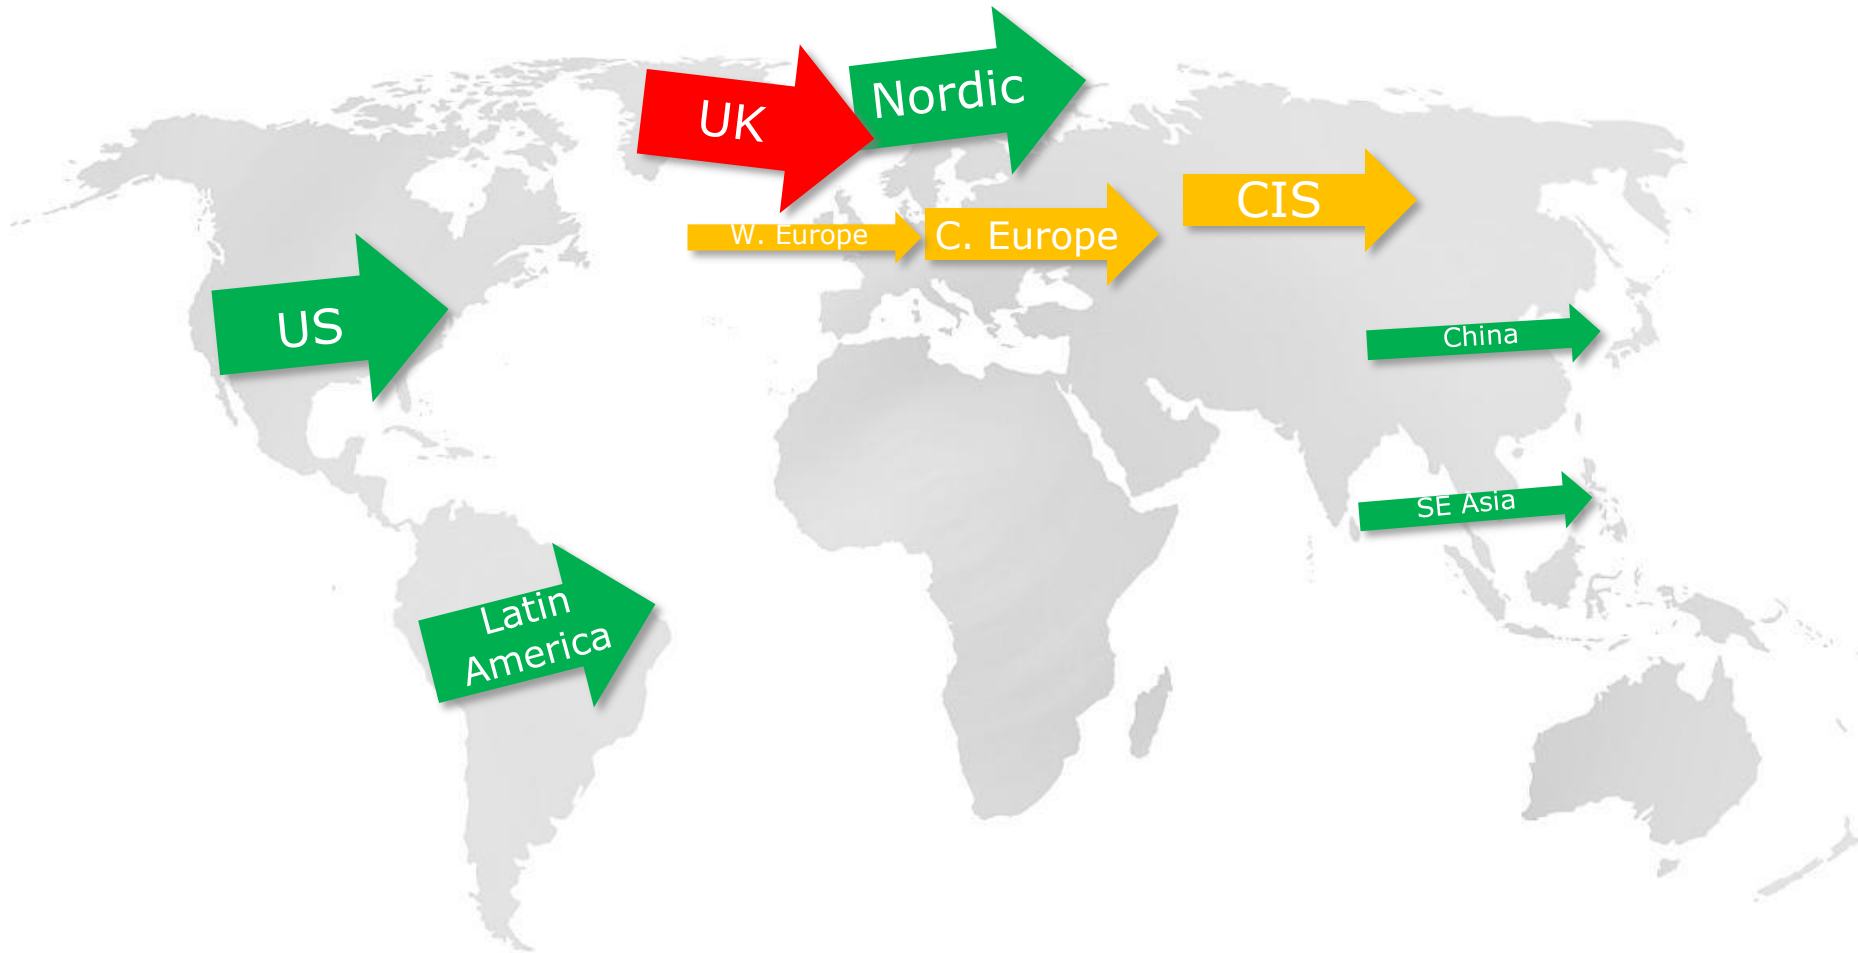 Nordic
UK
CIS
W. Europe
C. Europe
US
China
SE Asia
Latin
America